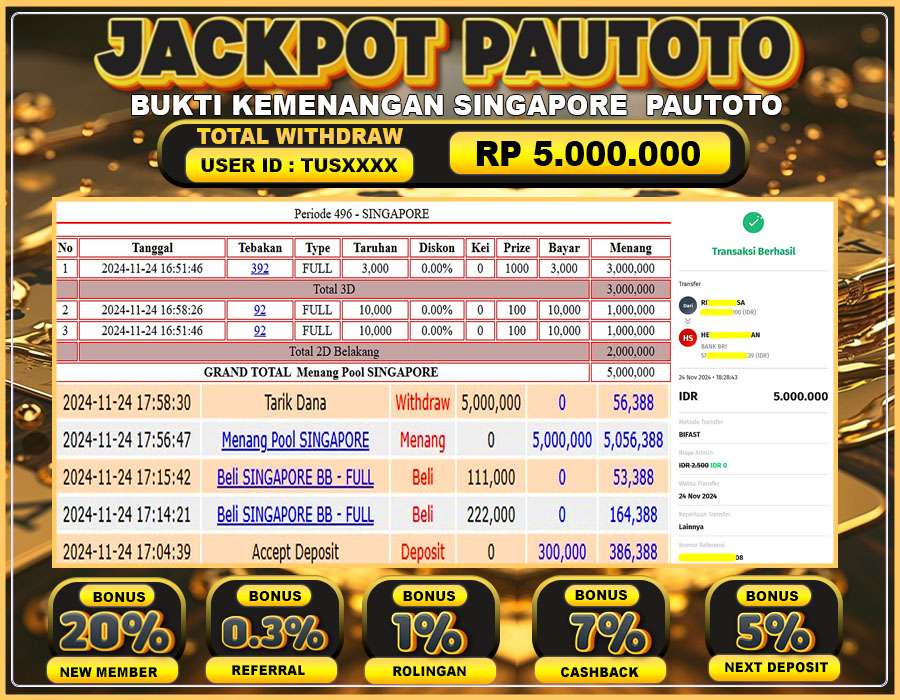 JACKPOT PAUTOTO
BUKTI KEMENANGAN SINGAPORE PAUTOTO
TOTAL WITHDRAW
USER ID : TUSXXXX
RP 5.000.000
Periode 496 - SINGAPORE
No Tanggal Tebakan Type Taruhan Diskon Kei Prize Bayar Menang
1 2024-11-24 16:51:46 392 FULL 3,000 0.00% 0 1000 3,000 3,000,000
Total 3D 3,000,000
2 2024-11-24 16:58:26 92 FULL 10,000 0.00% 0 100 10,000 1,000,000
3 2024-11-24 16:51:46 92 FULL 10,000 0.00% 0 100 10,000 1,000,000
Total 2D Belakang 2,000,000
GRAND TOTAL Menang Pool SINGAPORE 5,000,000
2024-11-24 17:58:30 Tarik Dana Withdraw 5,000,000 0 56,388
2024-11-24 17:56:47 Menang Pool SINGAPORE Menang 0 5,000,000 5,056,388
2024-11-24 17:15:42 Beli SINGAPORE BB - FULL Beli 111,000 0 53,388
2024-11-24 17:14:21 Beli SINGAPORE BB - FULL Beli 222,000 0 164,388
2024-11-24 17:04:39 Accept Deposit Deposit 0 300,000 386,388
Transaksi Berhasil
Transfer
Dari
SA
200 (IDR)
HS
HE AN
BANK BRI
57 39 (IDR)
24 Nov 2024 • 18:28:43
IDR 5.000.000
Metode Transfer
BIFAST
Biaya Admin
IDR 2.500 IDR 0
Waktu Transfer
24 Nov 2024
Keperluan Transfer
Lainnya
Nomor Referensi
08
BONUS
20%
NEW MEMBER
BONUS
0.3%
REFERRAL
BONUS
1%
ROLINGAN
BONUS
7%
CASHBACK
BONUS
5%
NEXT DEPOSIT